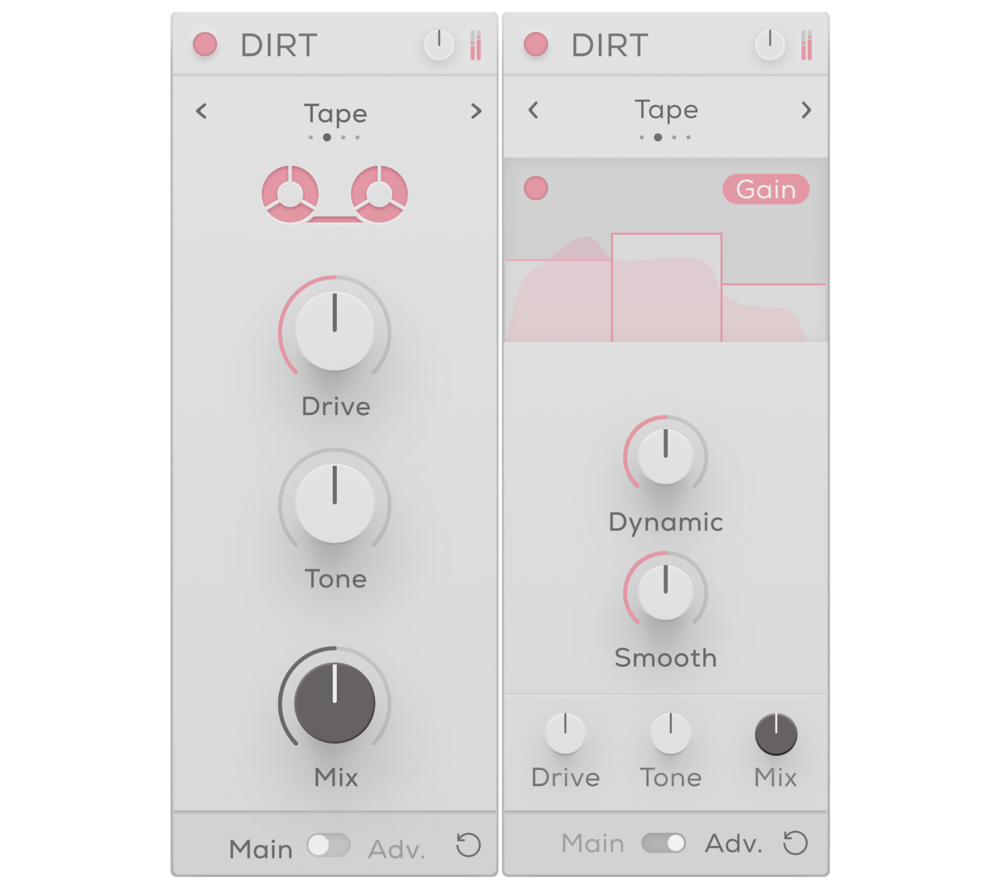 DIRT
Tape
Drive
Tone
Mix
Main Adv.
DIRT
Tape
Gain
Dynamic
Smooth
Drive Tone Mix
Main Adv.